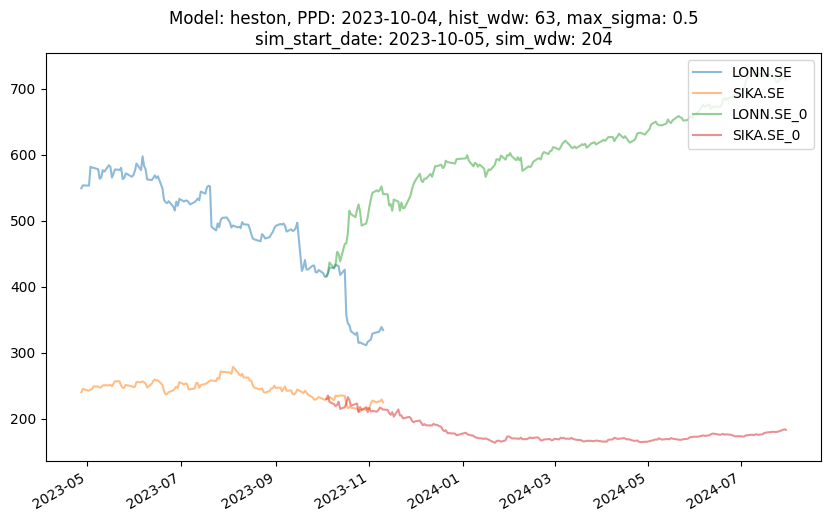 Model: heston, PPD: 2023-10-04, hist_wdw: 63, max_sigma: 0.5
sim_start_date: 2023-10-05, sim_wdw: 204
LONN.SE
SIKA.SE
LONN.SE_0
SIKA.SE_0
700
600
500
400
300
200
2023-05
2023-07
2023-09
2023-11
2024-01
2024-03
2024-05
2024-07